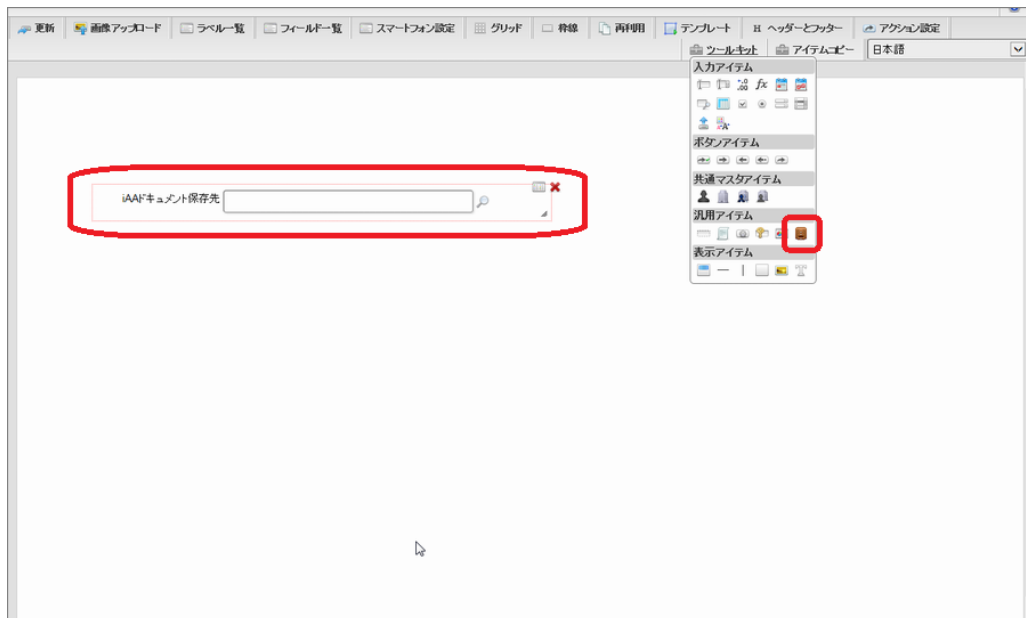 更新 画像アップロード ラベル一覧 フィールド一覧 スマートフォン設定 グリッド 枠線 再利用 テンプレート H ヘッダーとフッター アクション設定
ツールキット アイテムコピー 日本語
入力アイテム
.00 fx
A
ボタンアイテム
共通マスタアイテム
汎用アイテム
表示アイテム
T
iAAドキュメント保存先